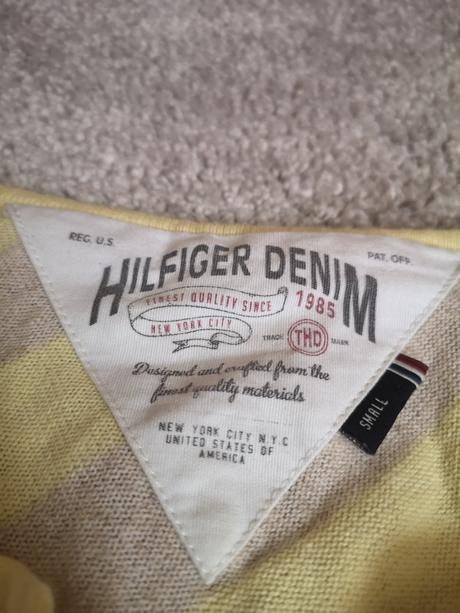 REG. U.S.
PAT. OFF.
HILFIGER DENIM
FINEST QUALITY SINCE 1985
NEW YORK CITY
TRADE THD MARK
Designed and crafted from the
finest quality materials
NEW YORK CITY N.Y.C
UNITED STATES OF
AMERICA
SMALL